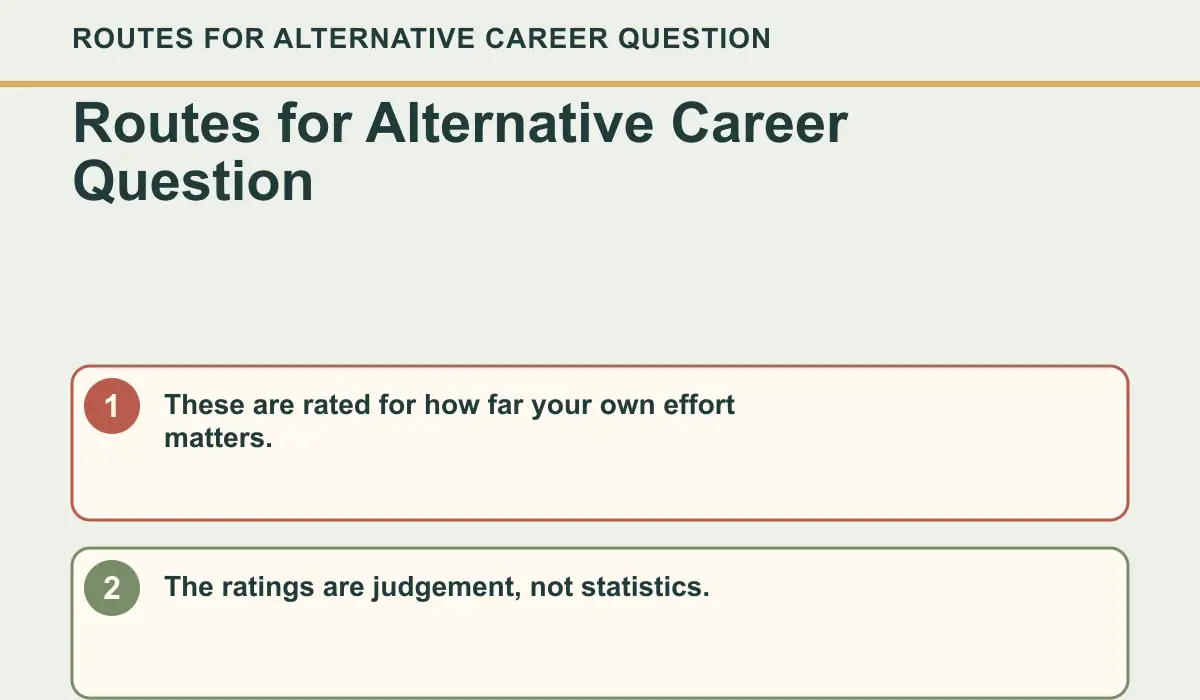 ROUTES FOR ALTERNATIVE CAREER QUESTION
Routes for Alternative Career
Question
1
These are rated for how far your own effort
matters.
2
The ratings are judgement, not statistics.